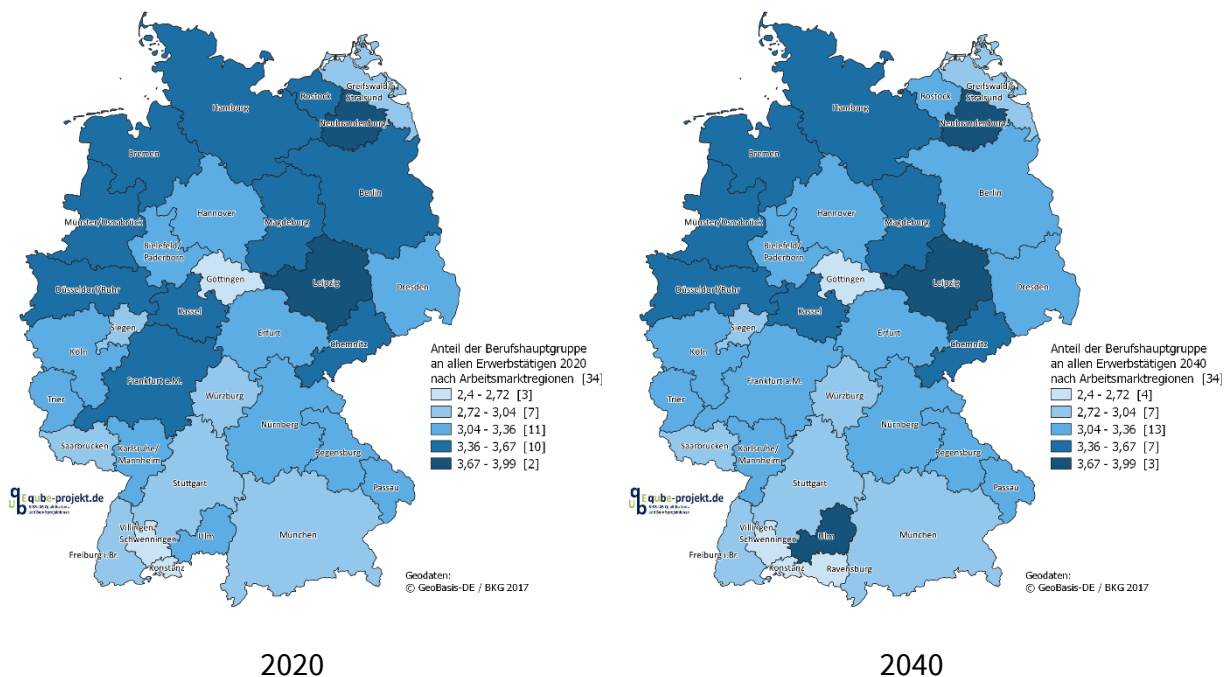 Greifswald/
Stralsund
Rostock
Hamburg
Neubrandenburg
Bremen
Berlin
Hannover
Münster/Osnabrück
Magdeburg
Bielefeld/
Paderborn
Göttingen
Leipzig
Düsseldorf/Ruhr
Dresden
Kassel
Siegen
Erfurt
Köln
Chemnitz
Frankfurt a.M.
Trier
Würzburg
Nürnberg
Saarbrücken
Karlsruhe/
Mannheim
Regensburg
Stuttgart
Passau
Villingen-
Schwenningen
Ulm
München
Freiburg i.Br.
Konstanz
Anteil der Berufshauptgruppe
an allen Erwerbstätigen 2020
nach Arbeitsmarktregionen [34]
2,4 - 2,72 [3]
2,72 - 3,04 [7]
3,04 - 3,36 [11]
3,36 - 3,67 [10]
3,67 - 3,99 [2]
qube-projekt.de
Geodaten:
© GeoBasis-DE / BKG 2017
2020
Greifswald/
Stralsund
Rostock
Hamburg
Neubrandenburg
Bremen
Berlin
Hannover
Münster/Osnabrück
Magdeburg
Bielefeld/
Paderborn
Göttingen
Leipzig
Düsseldorf/Ruhr
Dresden
Kassel
Siegen
Erfurt
Köln
Chemnitz
Frankfurt a.M.
Trier
Würzburg
Nürnberg
Saarbrücken
Karlsruhe/
Mannheim
Regensburg
Stuttgart
Passau
Villingen-
Schwenningen
Ulm
München
Freiburg i.Br.
Konstanz
Ravensburg
Anteil der Berufshauptgruppe
an allen Erwerbstätigen 2040
nach Arbeitsmarktregionen [34]
2,4 - 2,72 [4]
2,72 - 3,04 [7]
3,04 - 3,36 [13]
3,36 - 3,67 [7]
3,67 - 3,99 [3]
qube-projekt.de
Geodaten:
© GeoBasis-DE / BKG 2017
2040